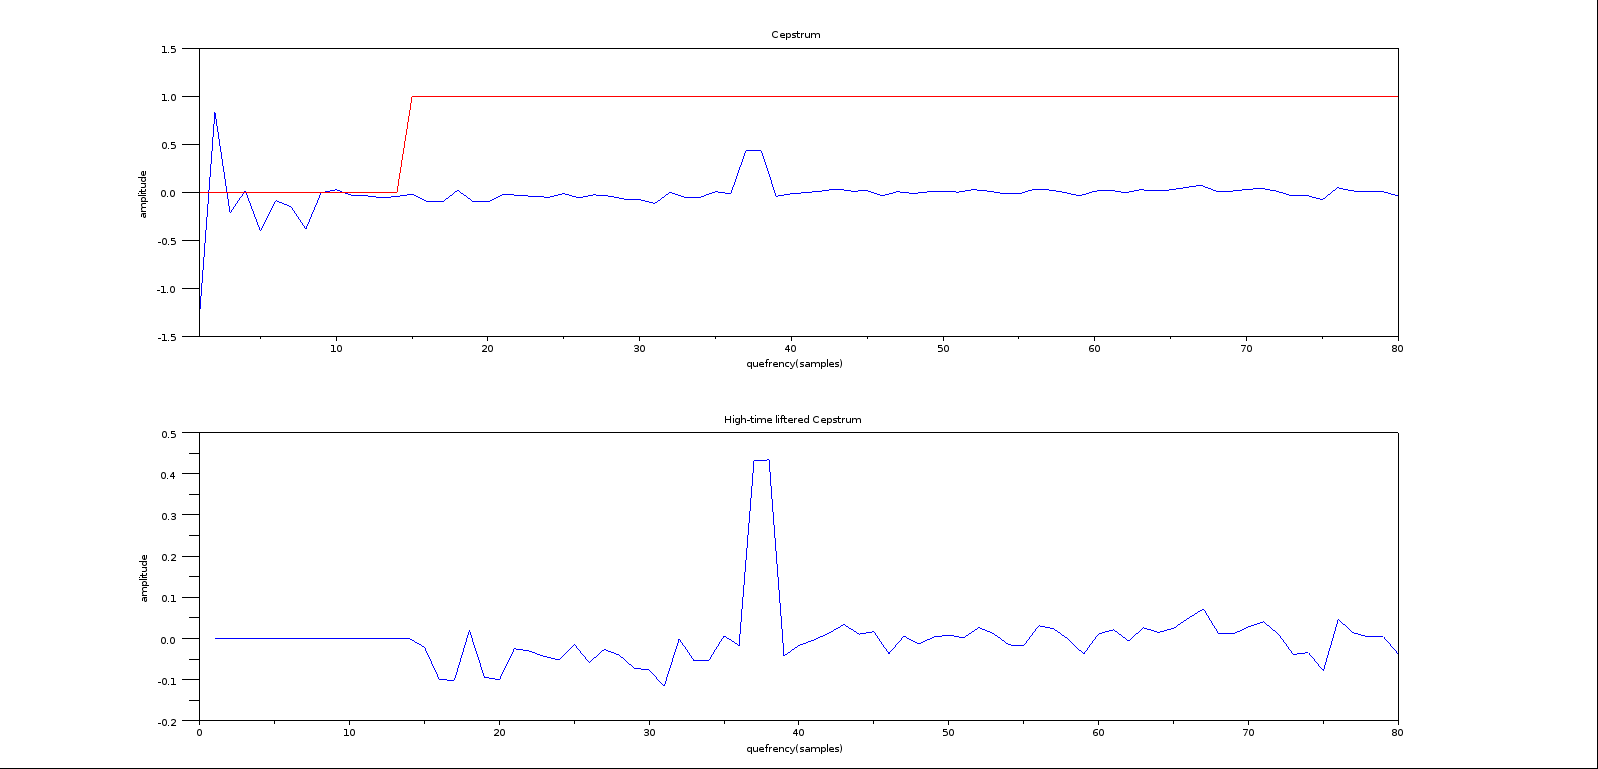 Cepstrum
1.5
1.0
0.5
0.0
-0.5
-1.0
-1.5
amplitude
10 20 30 40 50 60 70 80
quefrency(samples)
High-time liftered Cepstrum
0.5
0.4
0.3
0.2
0.1
0.0
-0.1
-0.2
amplitude
0 10 20 30 40 50 60 70 80
quefrency(samples)